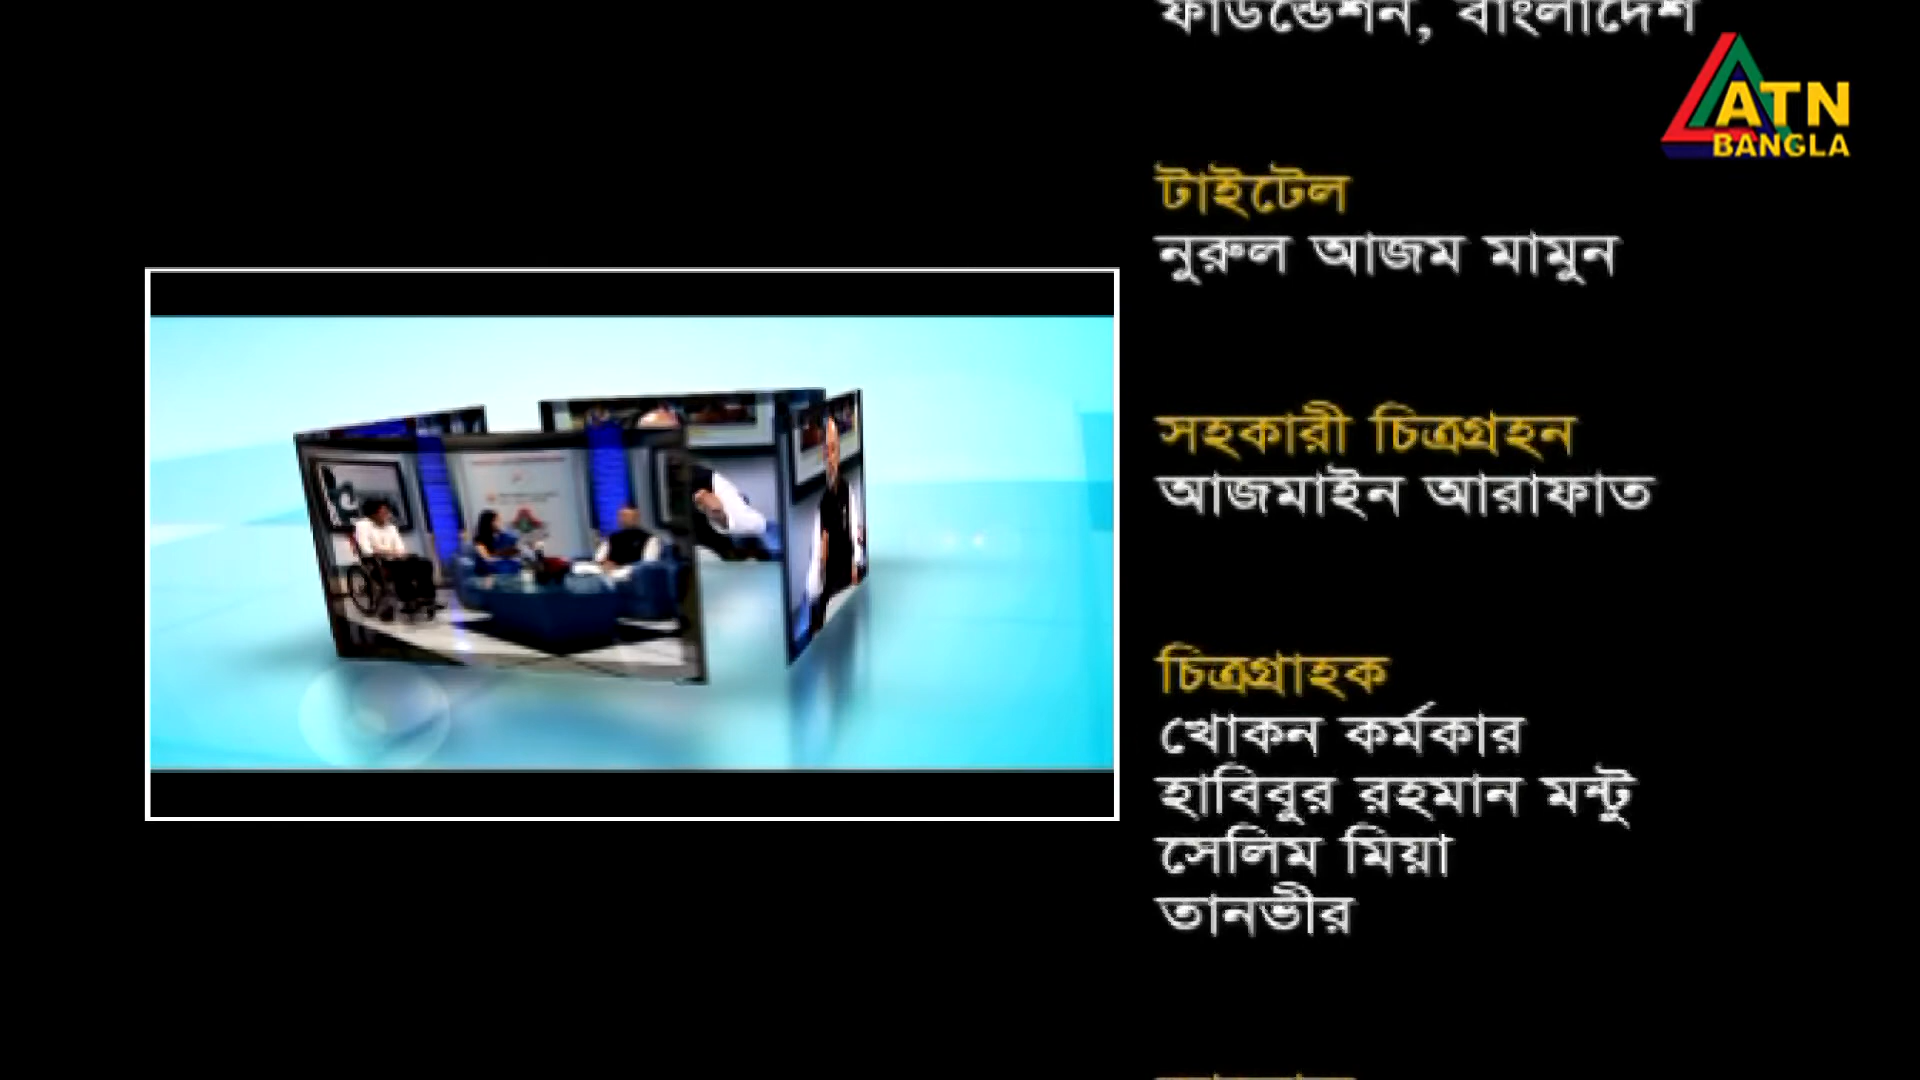 ফাউন্ডেশন, বাংলাদেশ
ATN
BANGLA
টাইটেল
নুরুল আজম মামুন
সহকারী চিত্রগ্রহন
আজমাইন আরাফাত
চিত্রগ্রাহক
খোকন কর্মকার
হাবিবুর রহমান মন্টু
সেলিম মিয়া
তানভীর